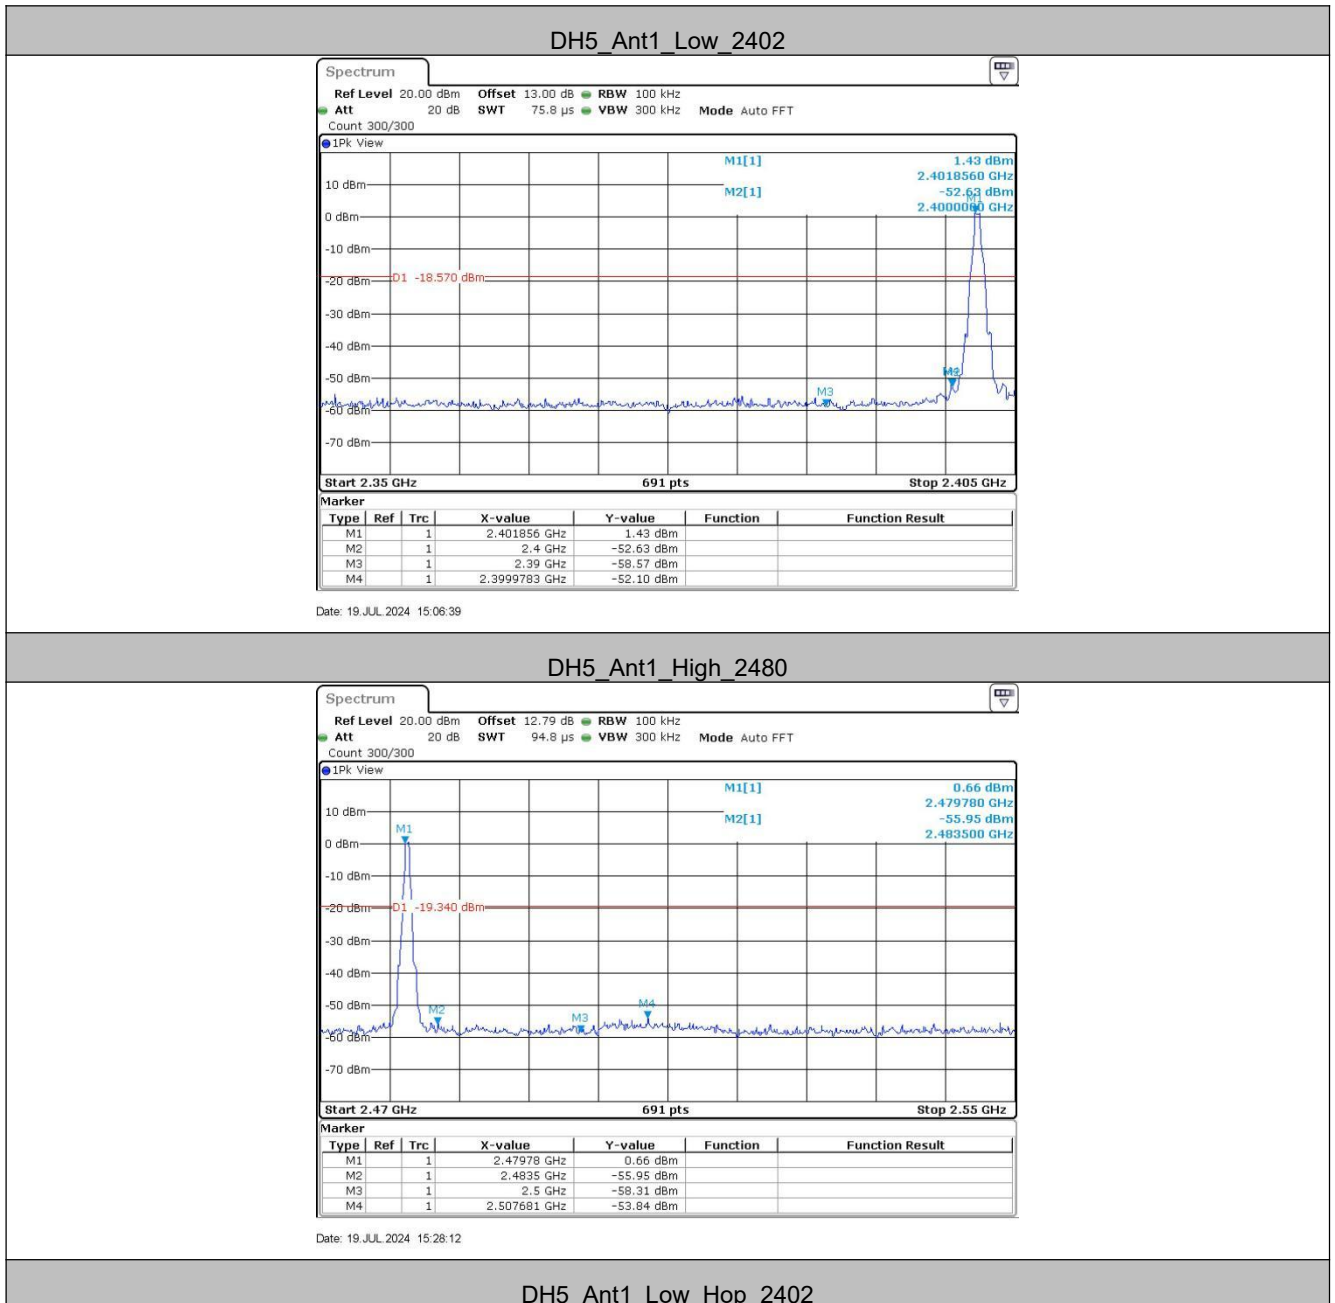 DH5_Ant1_Low_2402
Spectrum
Ref Level 20.00 dBm Offset 13.00 dB RBW 100 kHz
Att 20 dB SWT 75.8 µs VBW 300 kHz Mode Auto FFT
Count 300/300
1Pk View
M1[1] 1.43 dBm
2.4018560 GHz
M2[1] -52.63 dBm
2.4000000 GHz
M1
10 dBm
0 dBm
-10 dBm
D1 -18.570 dBm
-20 dBm
-30 dBm
-40 dBm
-50 dBm
M3
-60 dBm
-70 dBm
Start 2.35 GHz 691 pts Stop 2.405 GHz
Marker
Type Ref Trc X-value Y-value Function Function Result
M1 1 2.401856 GHz 1.43 dBm
M2 1 2.4 GHz -52.63 dBm
M3 1 2.39 GHz -58.57 dBm
M4 1 2.3999783 GHz -52.10 dBm
Date: 19.JUL.2024 15:06:39
DH5_Ant1_High_2480
Spectrum
Ref Level 20.00 dBm Offset 12.79 dB RBW 100 kHz
Att 20 dB SWT 94.8 µs VBW 300 kHz Mode Auto FFT
Count 300/300
1Pk View
M1[1] 0.66 dBm
2.479780 GHz
M2[1] -55.95 dBm
2.483500 GHz
10 dBm
M1
0 dBm
-10 dBm
-20 dBm D1 -19.340 dBm
-30 dBm
-40 dBm
-50 dBm
M2 M3 M4
-60 dBm
-70 dBm
Start 2.47 GHz 691 pts Stop 2.55 GHz
Marker
Type Ref Trc X-value Y-value Function Function Result
M1 1 2.47978 GHz 0.66 dBm
M2 1 2.4835 GHz -55.95 dBm
M3 1 2.5 GHz -58.31 dBm
M4 1 2.507681 GHz -53.84 dBm
Date: 19.JUL.2024 15:28:12
DH5_Ant1_Low_Hop_2402